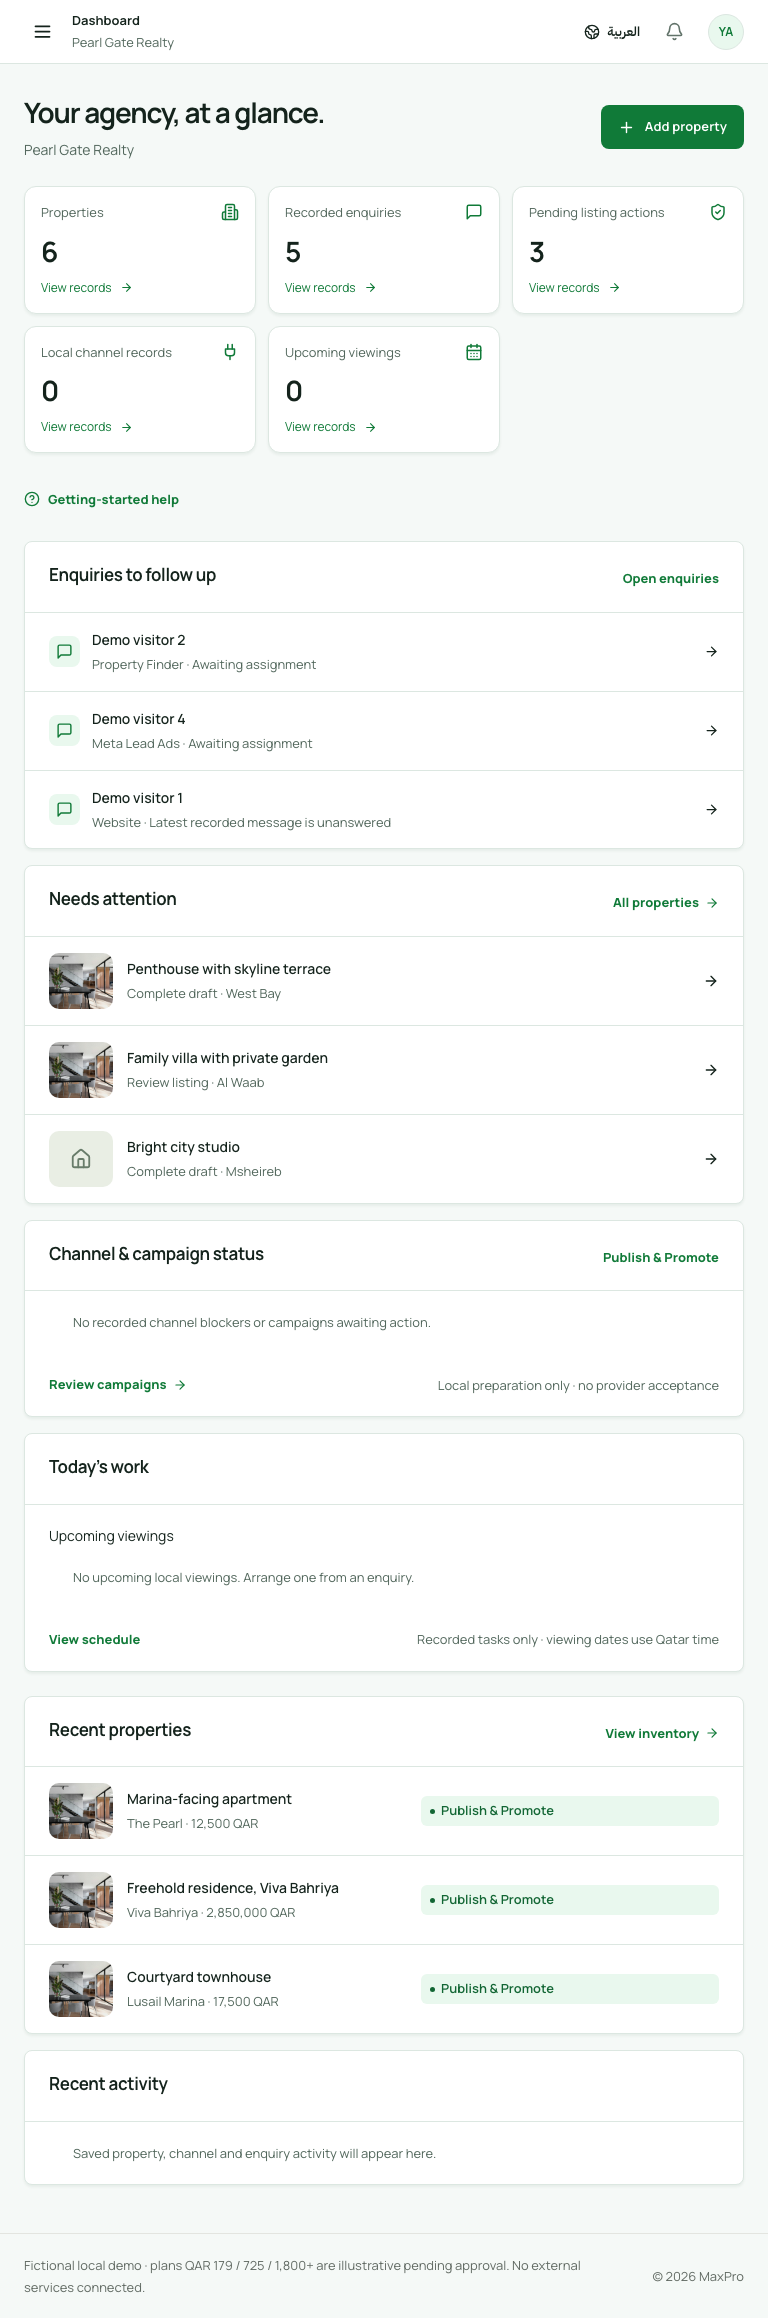 Dashboard
Pearl Gate Realty
العربية
YA
Your agency, at a glance.
Pearl Gate Realty
Add property
Properties
6
View records
Recorded enquiries
5
View records
Pending listing actions
3
View records
Local channel records
0
View records
Upcoming viewings
0
View records
Getting-started help
Enquiries to follow up
Open enquiries
Demo visitor 2
Property Finder · Awaiting assignment
Demo visitor 4
Meta Lead Ads · Awaiting assignment
Demo visitor 1
Website · Latest recorded message is unanswered
Needs attention
All properties
Penthouse with skyline terrace
Complete draft · West Bay
Family villa with private garden
Review listing · Al Waab
Bright city studio
Complete draft · Msheireb
Channel & campaign status
Publish & Promote
No recorded channel blockers or campaigns awaiting action.
Review campaigns
Local preparation only · no provider acceptance
Today's work
Upcoming viewings
No upcoming local viewings. Arrange one from an enquiry.
View schedule
Recorded tasks only · viewing dates use Qatar time
Recent properties
View inventory
Marina-facing apartment
The Pearl · 12,500 QAR
Publish & Promote
Freehold residence, Viva Bahriya
Viva Bahriya · 2,850,000 QAR
Publish & Promote
Courtyard townhouse
Lusail Marina · 17,500 QAR
Publish & Promote
Recent activity
Saved property, channel and enquiry activity will appear here.
Fictional local demo · plans QAR 179 / 725 / 1,800+ are illustrative pending approval. No external
services connected.
© 2026 MaxPro